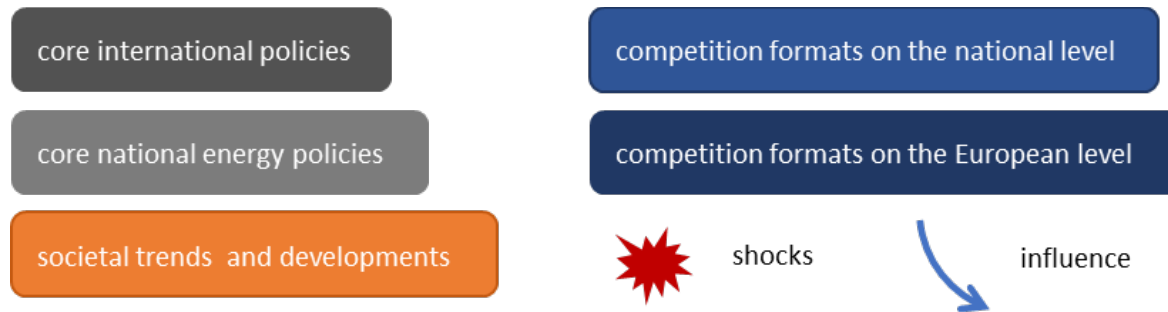 core international policies
core national energy policies
societal trends and developments
competition formats on the national level
competition formats on the European level
shocks
influence